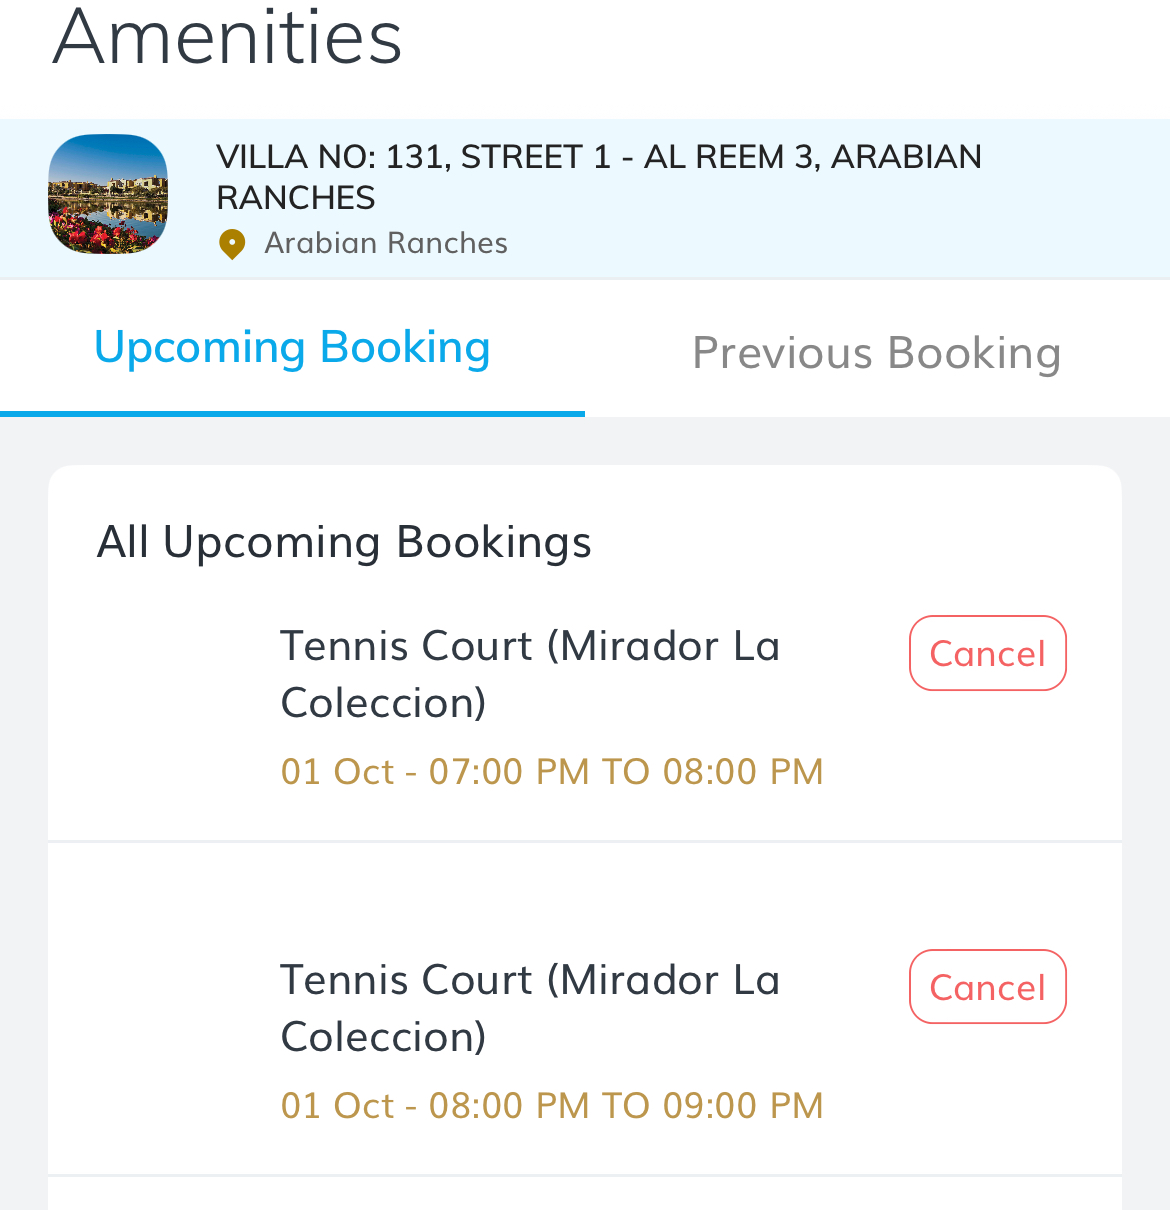 Amenities
VILLA NO: 131, STREET 1 - AL REEM 3, ARABIAN
RANCHES
Arabian Ranches
Upcoming Booking
Previous Booking
All Upcoming Bookings
Tennis Court (Mirador La
Coleccion)
Cancel
01 Oct - 07:00 PM TO 08:00 PM
Tennis Court (Mirador La
Coleccion)
Cancel
01 Oct - 08:00 PM TO 09:00 PM